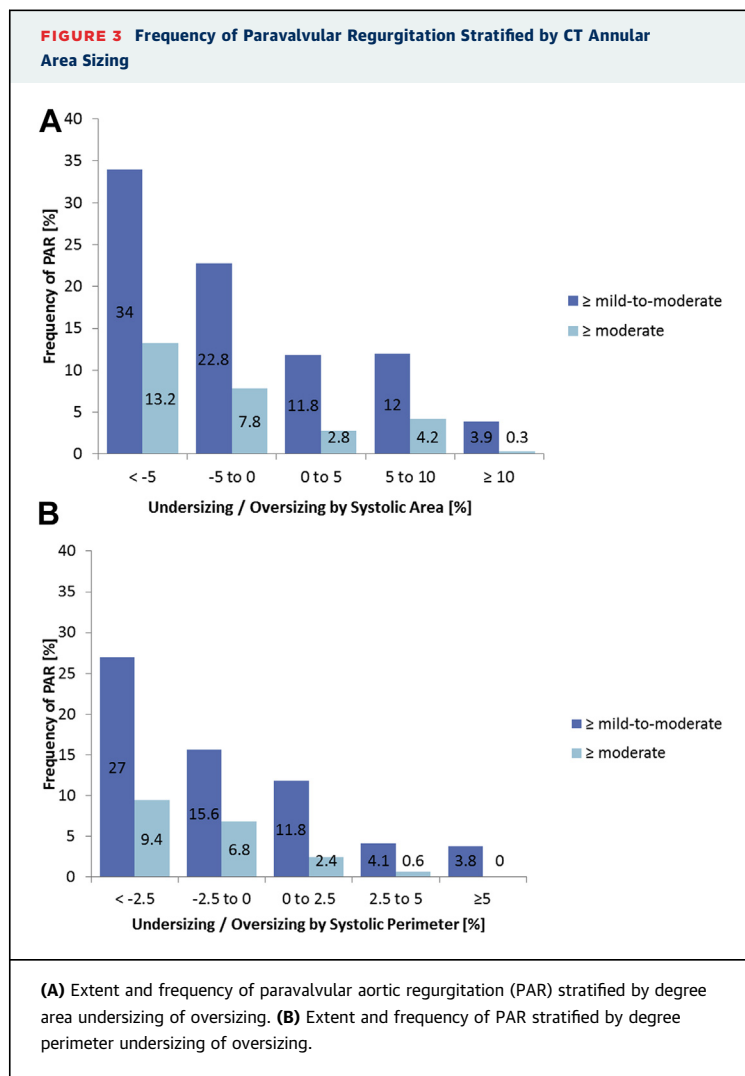 FIGURE 3 Frequency of Paravalvular Regurgitation Stratified by CT Annular
Area Sizing
A
Frequency of PAR [%]
40
35
30
25
20
15
10
5
0
34
13.2
22.8
7.8
11.8
2.8
12
4.2
3.9
0.3
≥ mild-to-moderate
≥ moderate
< -5
-5 to 0
0 to 5
5 to 10
≥ 10
Undersizing / Oversizing by Systolic Area [%]
B
Frequency of PAR [%]
40
35
30
25
20
15
10
5
0
27
9.4
15.6
6.8
11.8
2.4
4.1
0.6
3.8
0
≥ mild-to-moderate
≥ moderate
< -2.5
-2.5 to 0
0 to 2.5
2.5 to 5
≥5
Undersizing / Oversizing by Systolic Perimeter [%]
(A) Extent and frequency of paravalvular aortic regurgitation (PAR) stratified by degree
area undersizing of oversizing. (B) Extent and frequency of PAR stratified by degree
perimeter undersizing of oversizing.